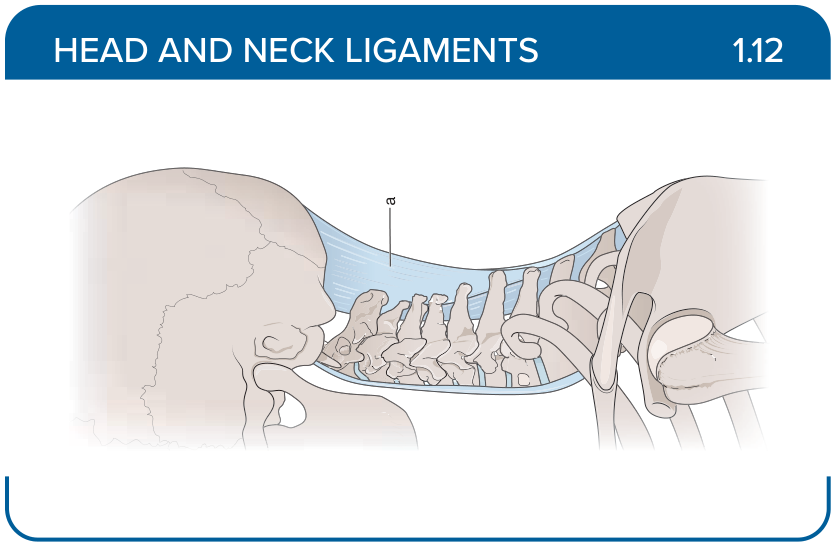 HEAD AND NECK LIGAMENTS 1.12
a